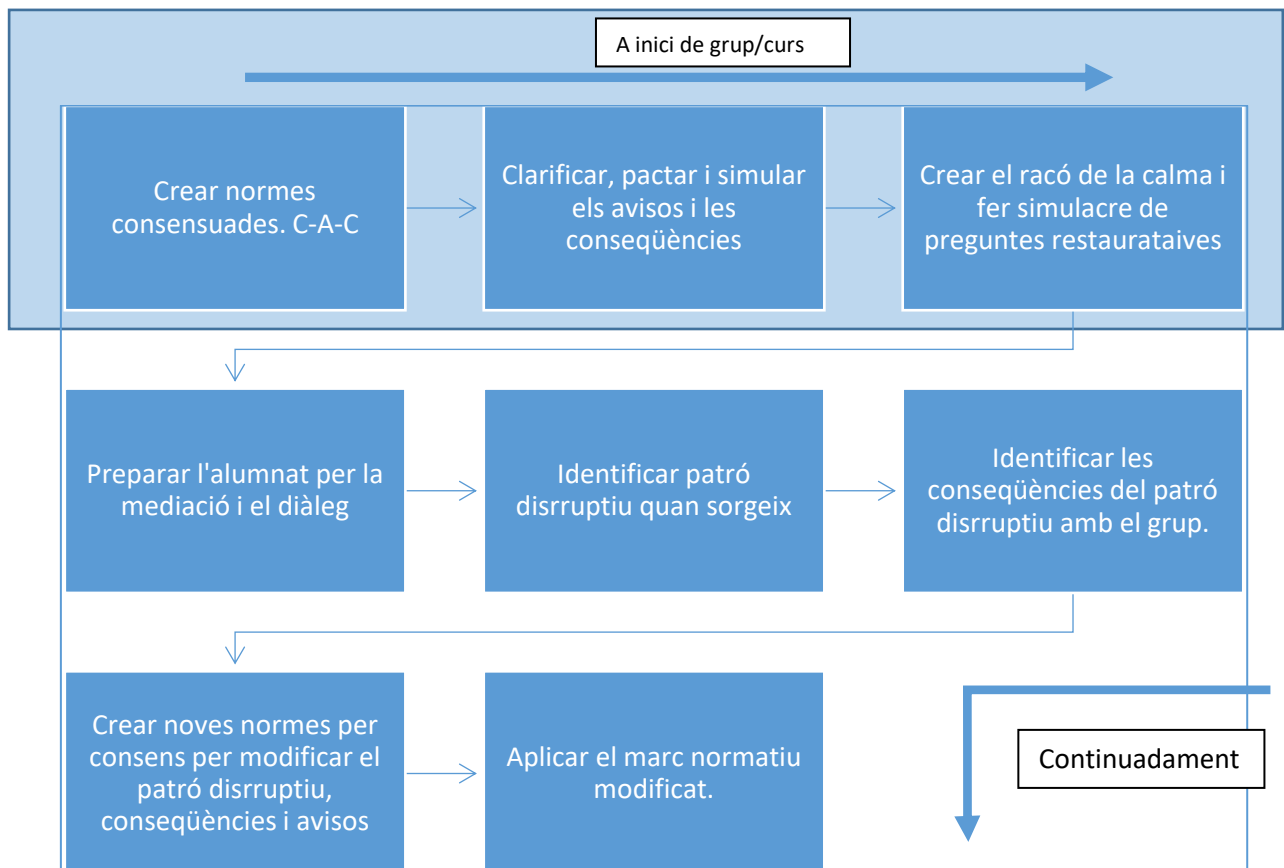 A inici de grup/curs
Crear normes
consensuades. C-A-C
Clarificar, pactar i simular
els avisos i les
conseqüències
Crear el racó de la calma i
fer simulacre de
preguntes restaurataives
Preparar l'alumnat per la
mediació i el diàleg
Identificar patró
disrruptiu quan sorgeix
Identificar les
conseqüències del patró
disrruptiu amb el grup.
Crear noves normes per
consens per modificar el
patró disrruptiu,
conseqüències i avisos
Aplicar el marc normatiu
modificat.
Continuadament